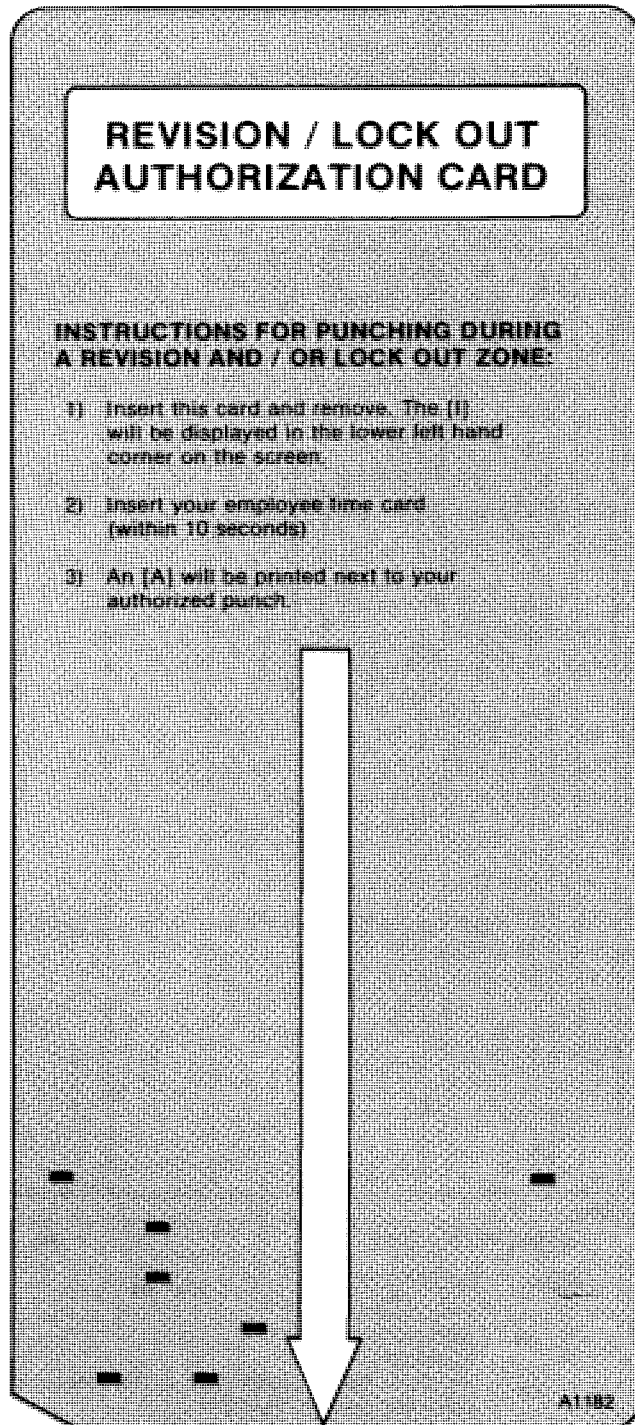 REVISION / LOCK OUT
AUTHORIZATION CARD
INSTRUCTIONS FOR PUNCHING DURING
A REVISION AND / OR LOCK OUT ZONE:
1) Insert this card and remove. The [I]
will be displayed in the lower left hand
corner on the screen.
2) Insert your employee time card
(within 10 seconds)
3) An [A] will be printed next to your
authorized punch.
A1182